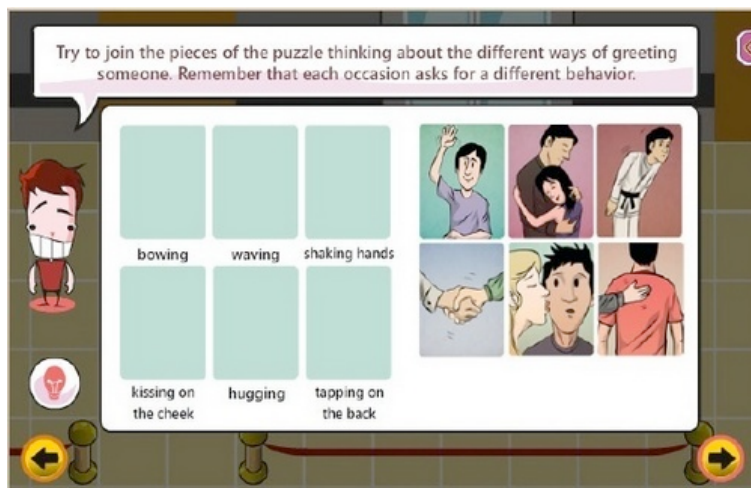 Try to join the pieces of the puzzle thinking about the different ways of greeting
someone. Remember that each occasion asks for a different behavior.
bowing
waving
shaking hands
kissing on
the cheek
hugging
tapping on
the back